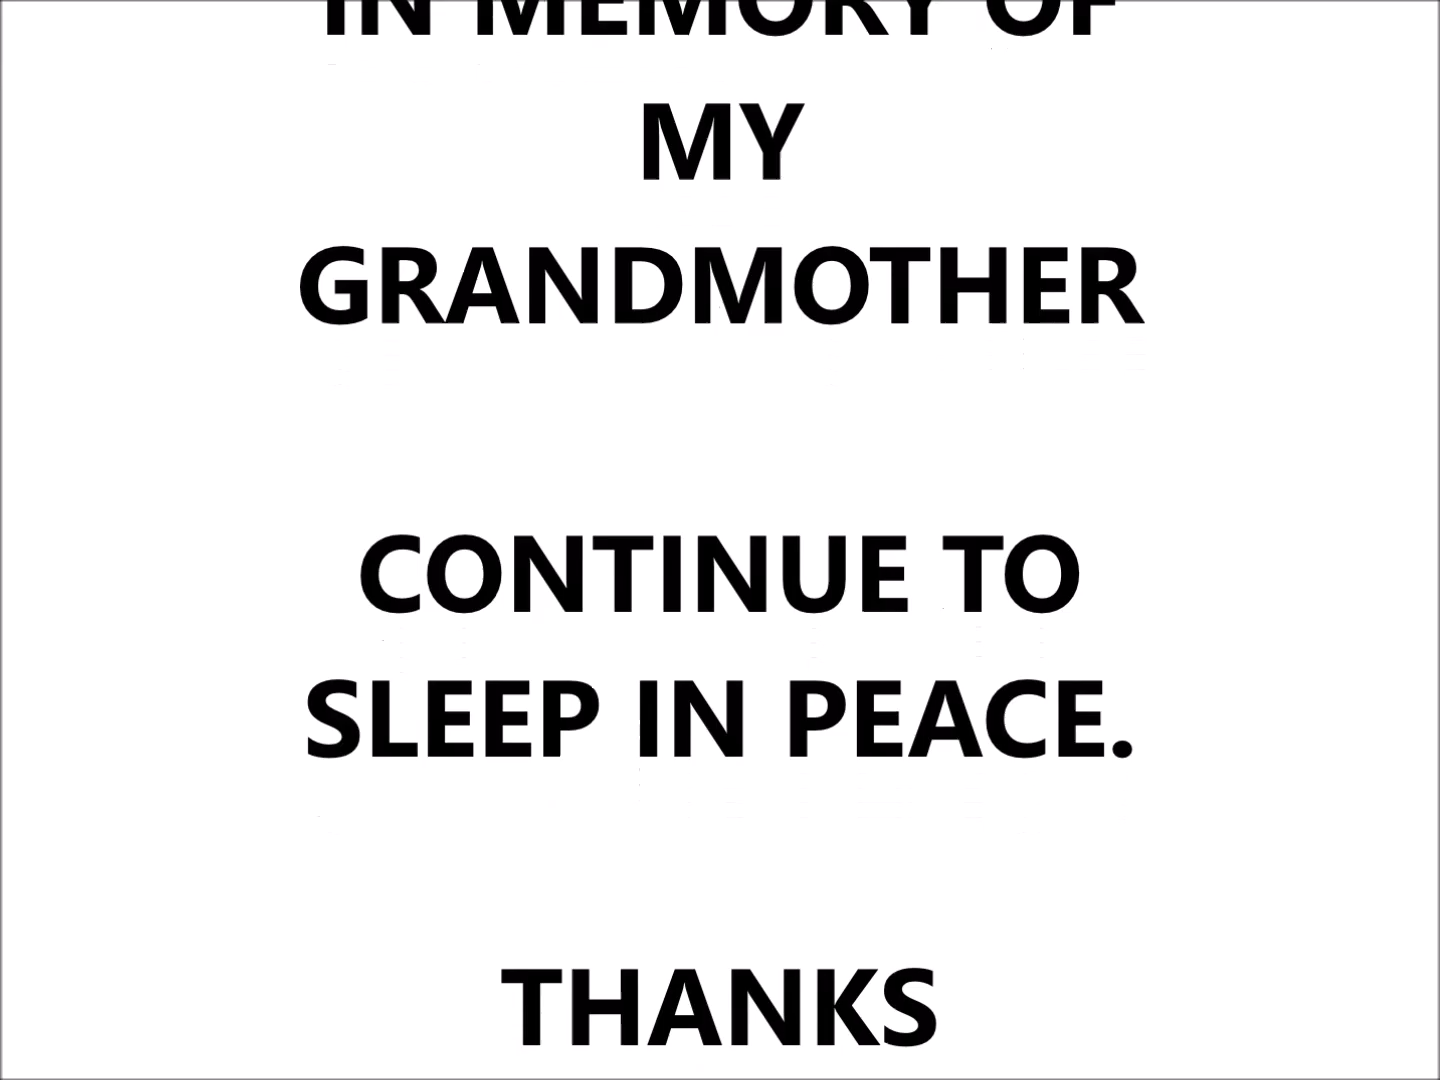 IN MEMORY OF
MY
GRANDMOTHER
CONTINUE TO
SLEEP IN PEACE.
THANKS